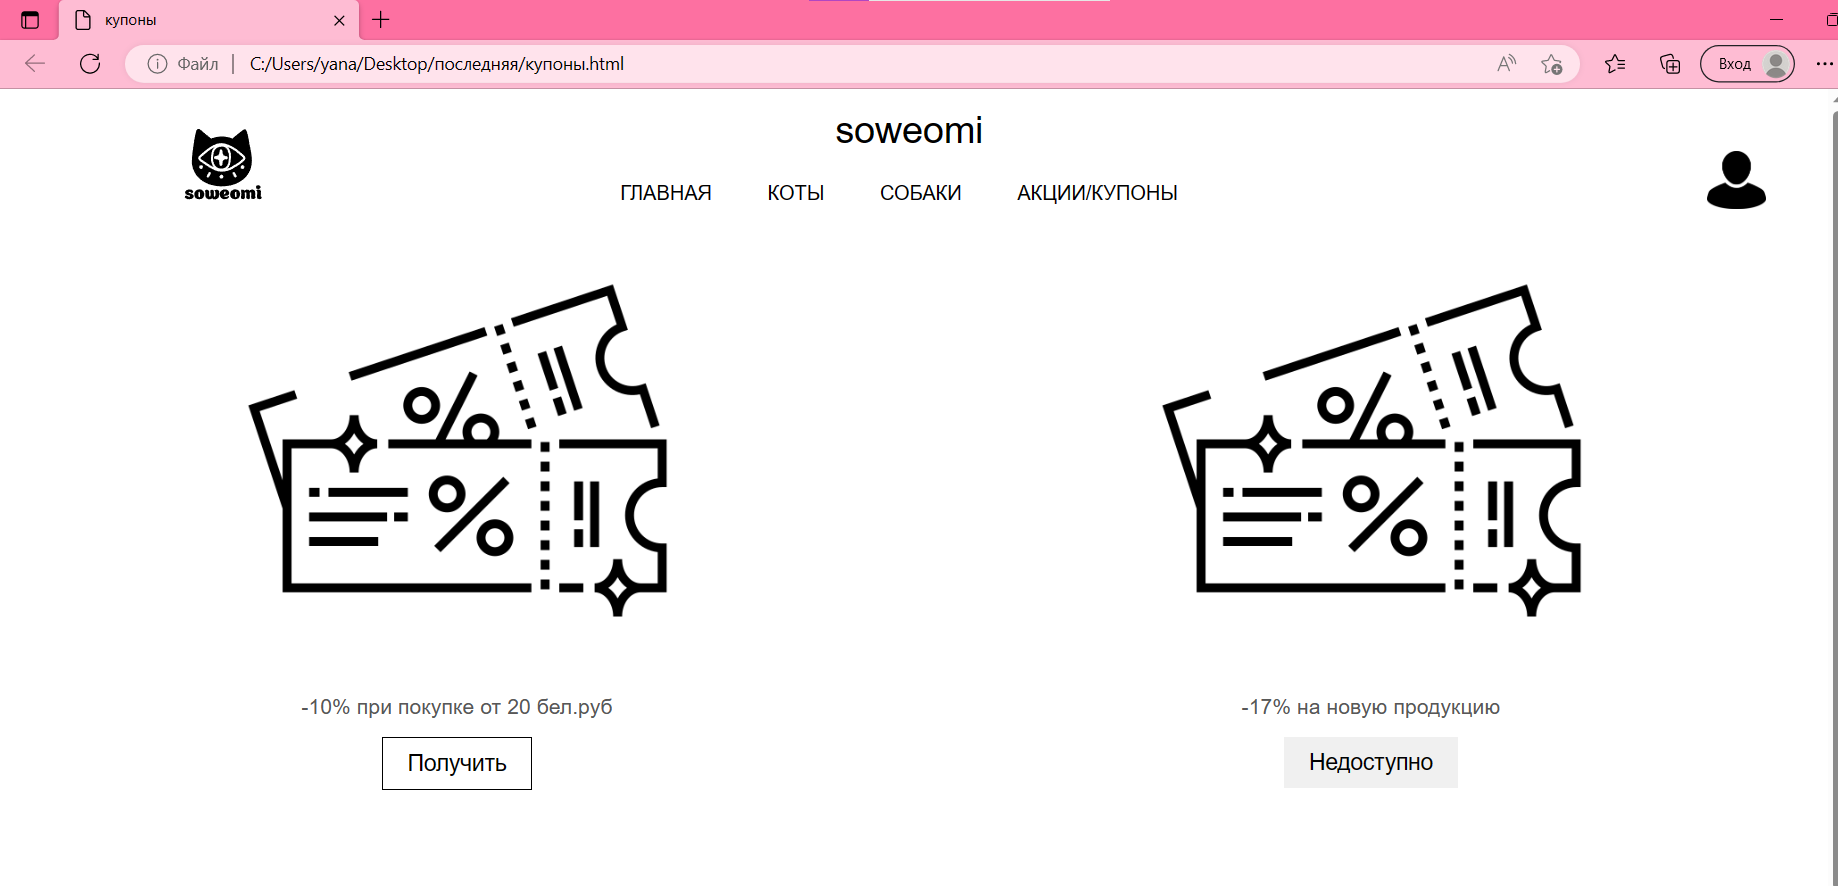 купоны
Файл C:/Users/yana/Desktop/последняя/купоны.html
Вход
soweomi
soweomi
ГЛАВНАЯ КОТЫ СОБАКИ АКЦИИ/КУПОНЫ
-10% при покупке от 20 бел.руб
-17% на новую продукцию
Получить
Недоступно